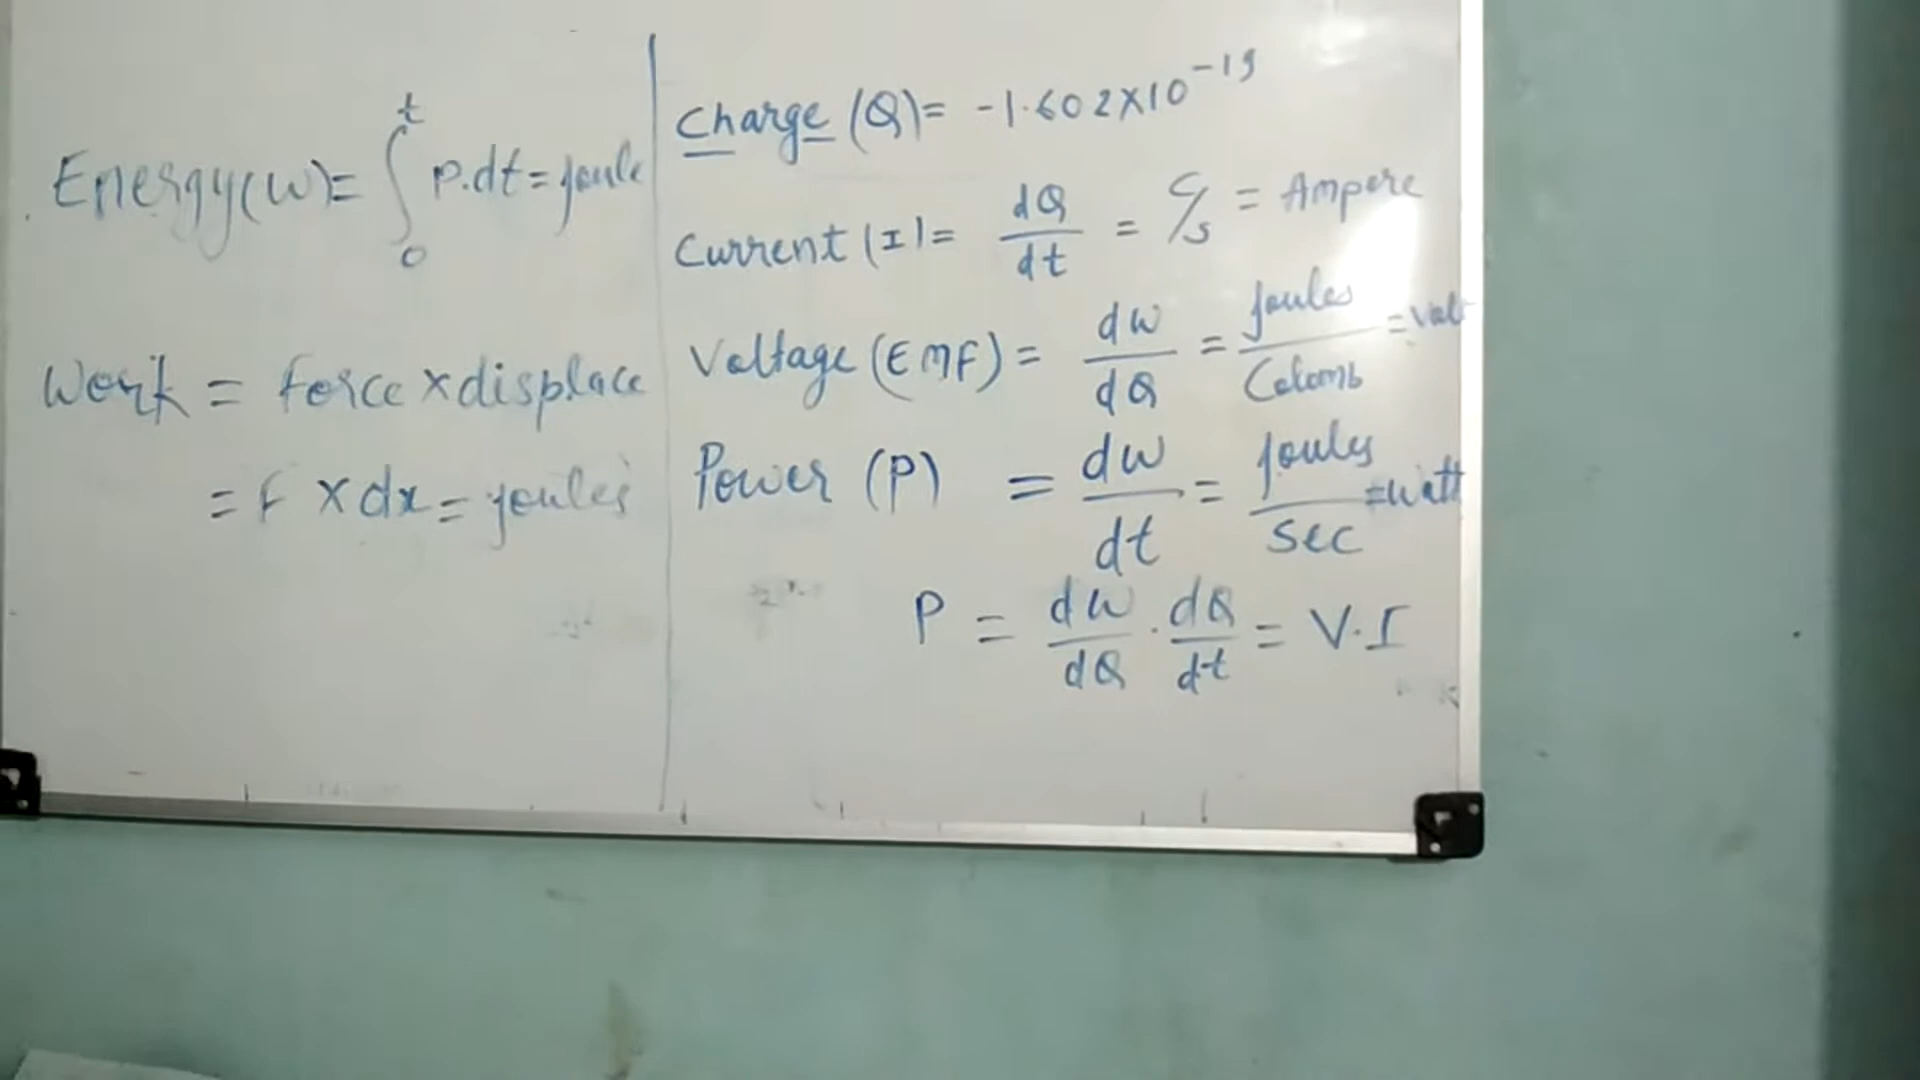 Energy(W)= ∫₀ᵗ P.dt = joule
Work = force × displace
= F × dx = joules
Charge (Q)= -1.602×10⁻¹⁹
Current (I)= dQ/dt = C/s = Ampere
Voltage (EMF) = dw/dQ = joules/Colomb = Volt
Power (P) = dw/dt = joules/sec = watt
P = dw/dQ . dQ/dt = V.I